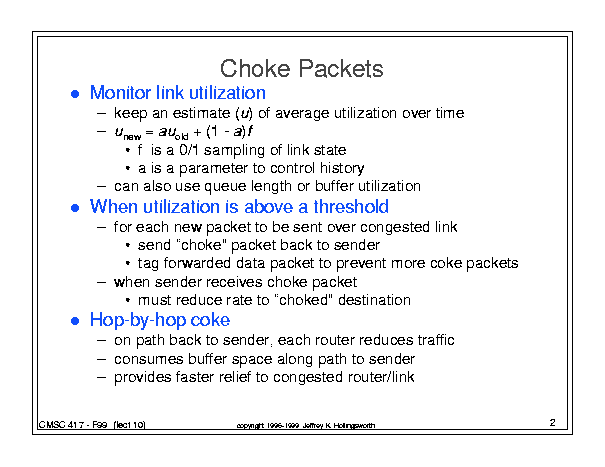 Choke Packets
● Monitor link utilization
– keep an estimate (u) of average utilization over time
– unew = auold + (1 - a)f
• f is a 0/1 sampling of link state
• a is a parameter to control history
– can also use queue length or buffer utilization
● When utilization is above a threshold
– for each new packet to be sent over congested link
• send “choke” packet back to sender
• tag forwarded data packet to prevent more coke packets
– when sender receives choke packet
• must reduce rate to “choked” destination
● Hop-by-hop coke
– on path back to sender, each router reduces traffic
– consumes buffer space along path to sender
– provides faster relief to congested router/link
CMSC 417 - F99 (lect 10)
copyright 1996-1999 Jeffrey K. Hollingsworth
2